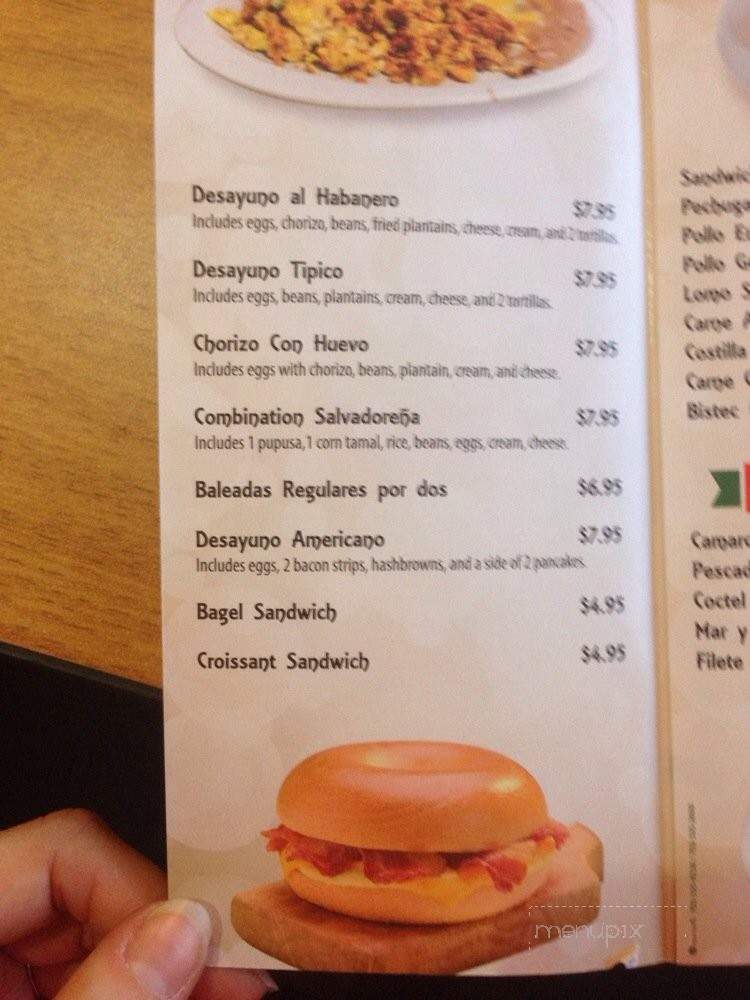 Desayuno al Habanero $7.95
Includes eggs, chorizo, beans, fried plantains, cheese, cream, and 2 tortillas.
Desayuno Tipico $7.95
Includes eggs, beans, plantains, cream, cheese, and 2 tortillas.
Chorizo Con Huevo $7.95
Includes eggs with chorizo, beans, plantain, cream, and cheese.
Combination Salvadoreña $7.95
Includes 1 pupusa,1 corn tamal, rice, beans, eggs, cream, cheese.
Baleadas Regulares por dos $6.95
Desayuno Americano $7.95
Includes eggs, 2 bacon strips, hashbrowns, and a side of 2 pancakes.
Bagel Sandwich $4.95
Croissant Sandwich $4.95
Pollo
Pollo
Lomo
Carne
Costilla
Carne
Bistec
Coctel
Mar y
Filete
menupix